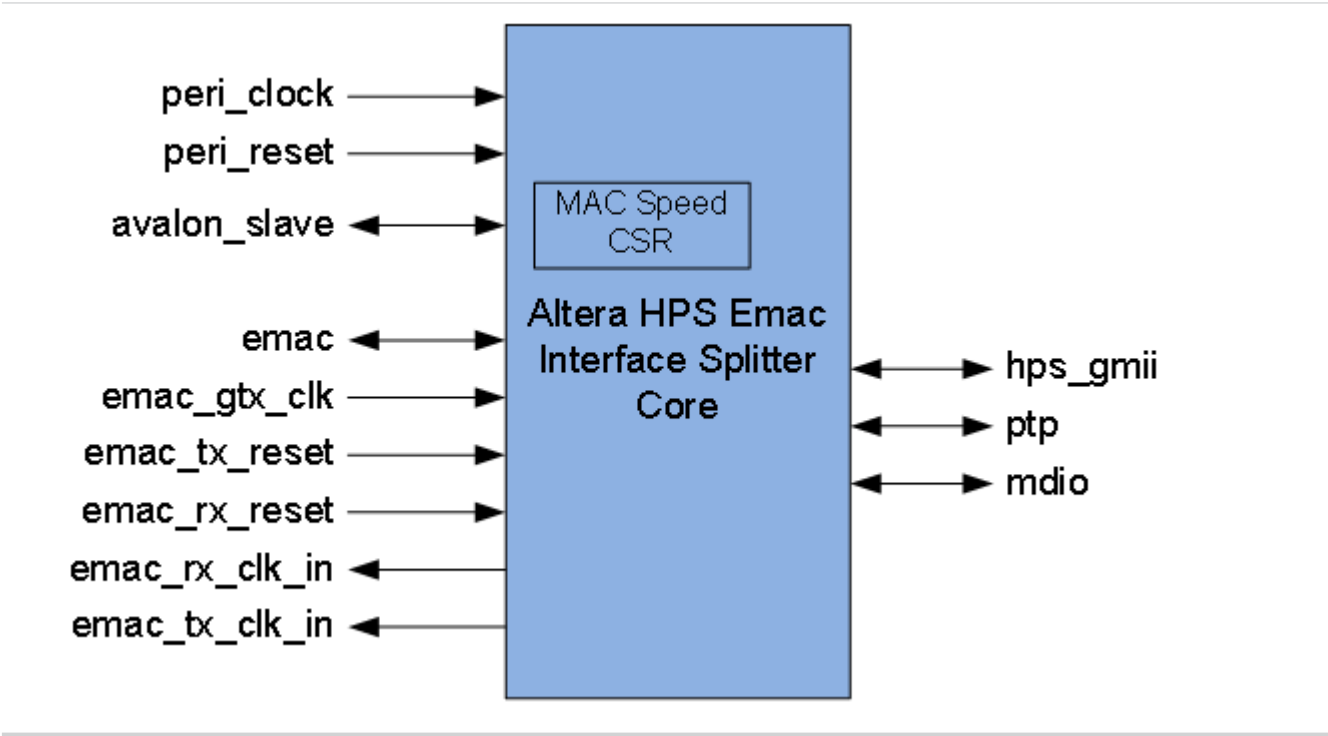 peri_clock
peri_reset
avalon_slave
emac
emac_gtx_clk
emac_tx_reset
emac_rx_reset
emac_rx_clk_in
emac_tx_clk_in
MAC Speed
CSR
Altera HPS Emac
Interface Splitter
Core
hps_gmii
ptp
mdio